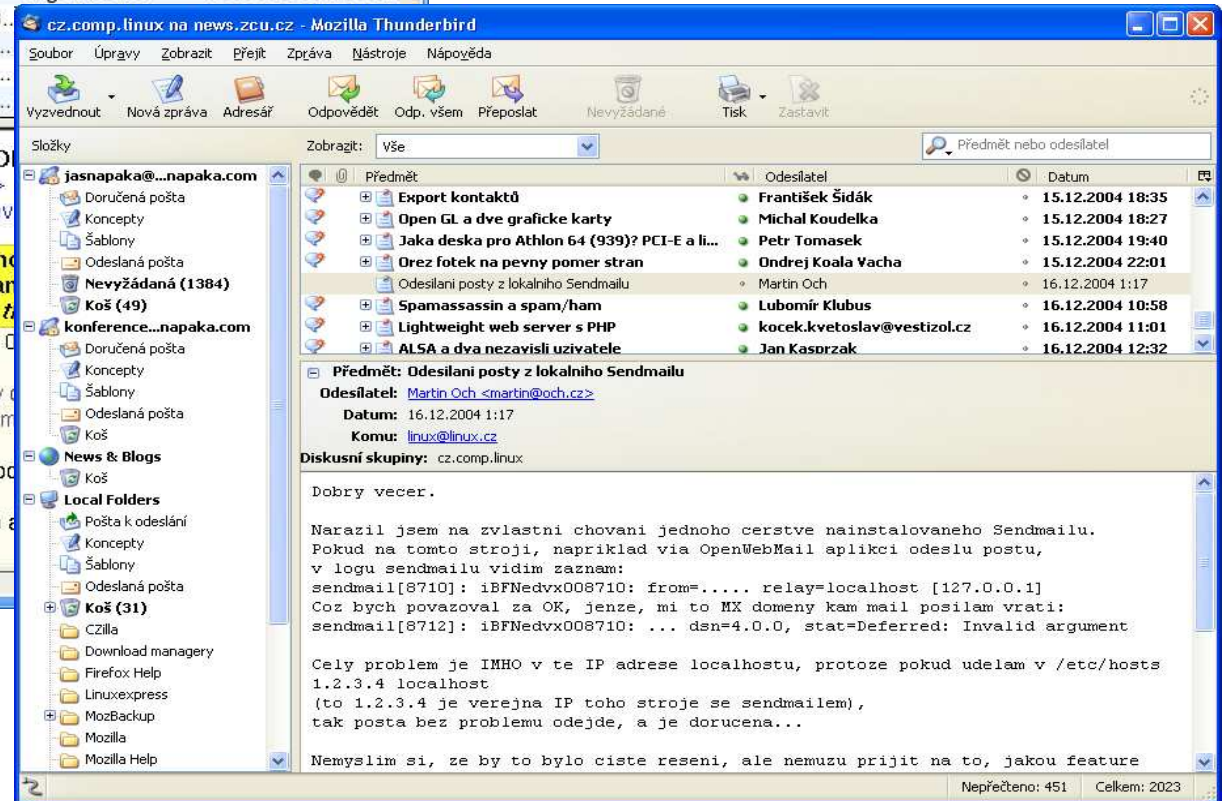 cz.comp.linux na news.zcu.cz - Mozilla Thunderbird
Soubor Úpravy Zobrazit Přejít Zpráva Nástroje Nápověda
Vyzvednout Nová zpráva Adresář Odpovědět Odp. všem Přeposlat Nevyžádané Tisk Zastavit
Složky Zobrazit: Vše Předmět nebo odesílatel
jasnapaka@...napaka.com
Doručená pošta
Koncepty
Šablony
Odeslaná pošta
Nevyžádaná (1384)
Koš (49)
konference...napaka.com
Doručená pošta
Koncepty
Šablony
Odeslaná pošta
Koš
News & Blogs
Koš
Local Folders
Pošta k odeslání
Koncepty
Šablony
Odeslaná pošta
Koš (31)
CZilla
Download managery
Firefox Help
Linuxexpress
MozBackup
Mozilla
Mozilla Help
Předmět Odesílatel Datum
Export kontaktů František Šidák 15.12.2004 18:35
Open GL a dve graficke karty Michal Koudelka 15.12.2004 18:27
Jaka deska pro Athlon 64 (939)? PCI-E a li... Petr Tomasek 15.12.2004 19:40
Orez fotek na pevny pomer stran Ondrej Koala Vacha 15.12.2004 22:01
Odesilani posty z lokalniho Sendmailu Martin Och 16.12.2004 1:17
Spamassassin a spam/ham Lubomír Klubus 16.12.2004 10:58
Lightweight web server s PHP kocek.kvetoslav@vestizol.cz 16.12.2004 11:01
ALSA a dva nezavisli uzivatele Jan Kasprzak 16.12.2004 12:32
Předmět: Odesilani posty z lokalniho Sendmailu
Odesílatel: Martin Och <martin@och.cz>
Datum: 16.12.2004 1:17
Komu: linux@linux.cz
Diskusní skupiny: cz.comp.linux
Dobry vecer.
Narazil jsem na zvlastni chovani jednoho cerstve nainstalovaneho Sendmailu.
Pokud na tomto stroji, napriklad via OpenWebMail aplikci odeslu postu,
v logu sendmailu vidim zaznam:
sendmail[8710]: iBFNedvx008710: from=..... relay=localhost [127.0.0.1]
Coz bych povazoval za OK, jenze, mi to MX domeny kam mail posilam vrati:
sendmail[8712]: iBFNedvx008710: ... dsn=4.0.0, stat=Deferred: Invalid argument
Cely problem je IMHO v te IP adrese localhostu, protoze pokud udelam v /etc/hosts
1.2.3.4 localhost
(to 1.2.3.4 je verejna IP toho stroje se sendmailem),
tak posta bez problemu odejde, a je dorucena...
Nemyslim si, ze by to bylo ciste reseni, ale nemuzu prijit na to, jakou feature
Nepřečteno: 451 Celkem: 2023